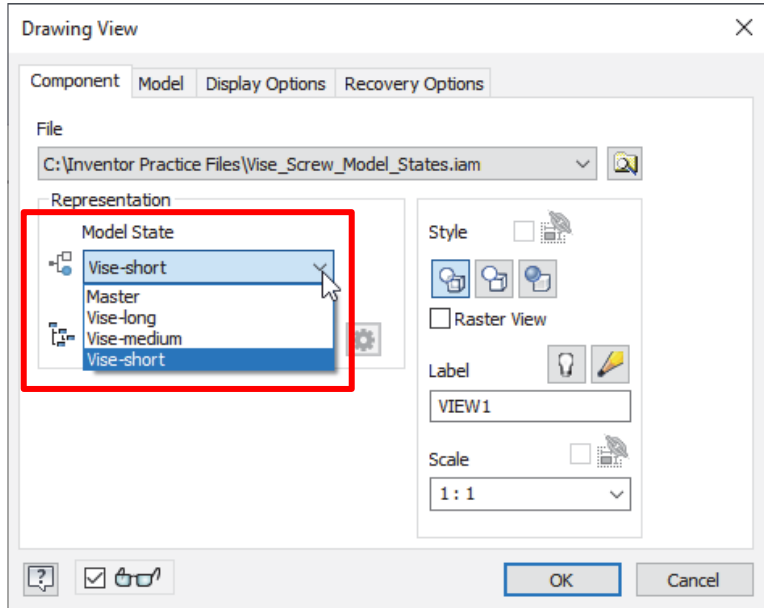 Drawing View
Component Model Display Options Recovery Options
File
C:\Inventor Practice Files\Vise_Screw_Model_States.iam
Representation
Model State
Vise-short
Master
Vise-long
Vise-medium
Vise-short
Style
Raster View
Label
VIEW1
Scale
1 : 1
?
OK Cancel